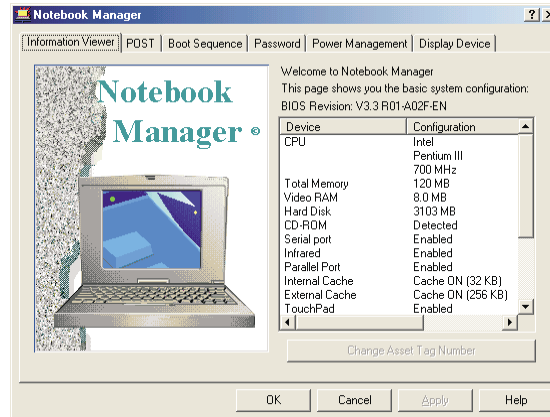 Notebook Manager
Information Viewer POST Boot Sequence Password Power Management Display Device
Notebook
Manager ®
Welcome to Notebook Manager
This page shows you the basic system configuration:
BIOS Revision: V3.3 R01-A02F-EN
Device Configuration
CPU Intel
Pentium III
700 MHz
Total Memory 120 MB
Video RAM 8.0 MB
Hard Disk 3103 MB
CD-ROM Detected
Serial port Enabled
Infrared Enabled
Parallel Port Enabled
Internal Cache Cache ON (32 KB)
External Cache Cache ON (256 KB)
TouchPad Enabled
Change Asset Tag Number
OK Cancel Apply Help